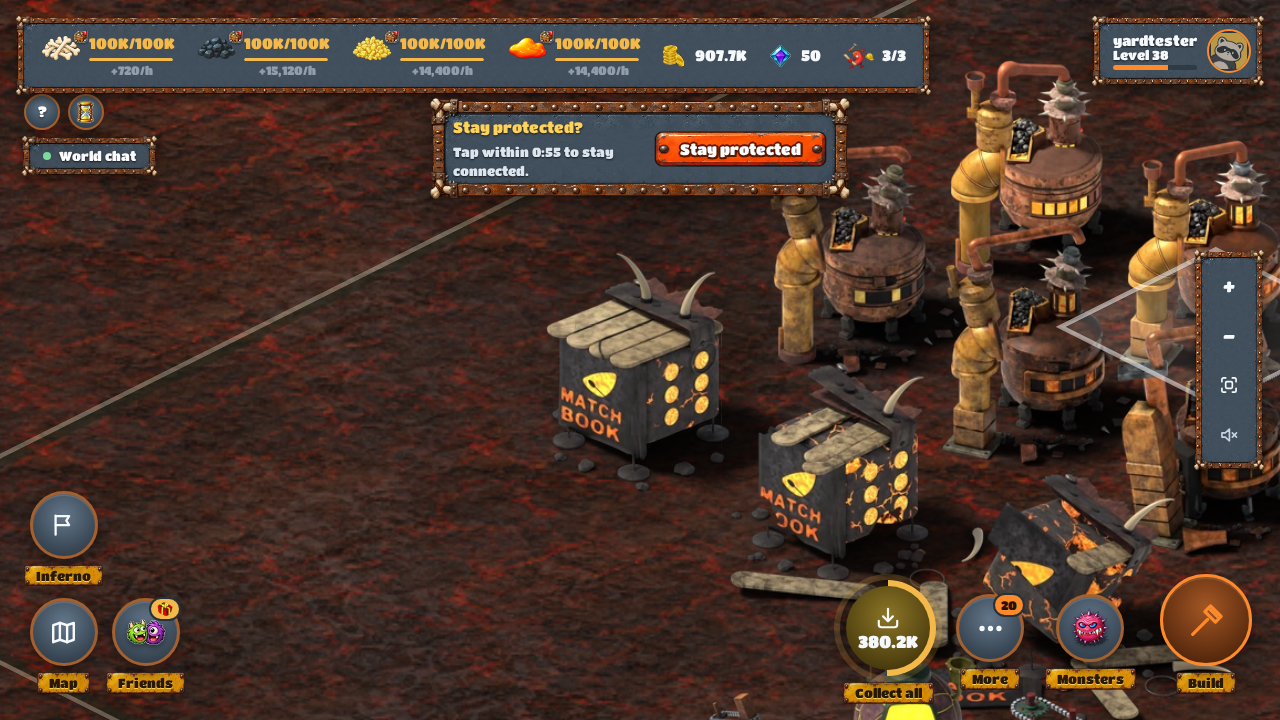 100K/100K
+720/h
100K/100K
+15,120/h
100K/100K
+14,400/h
100K/100K
+14,400/h
907.7K
50
3/3
yardtester
Level 38
?
World chat
Stay protected?
Tap within 0:55 to stay
connected.
Stay protected
MATCH
BOOK
MATCH
OOK
Inferno
Map
Friends
380.2K
Collect all
20
More
Monsters
Build
OOK